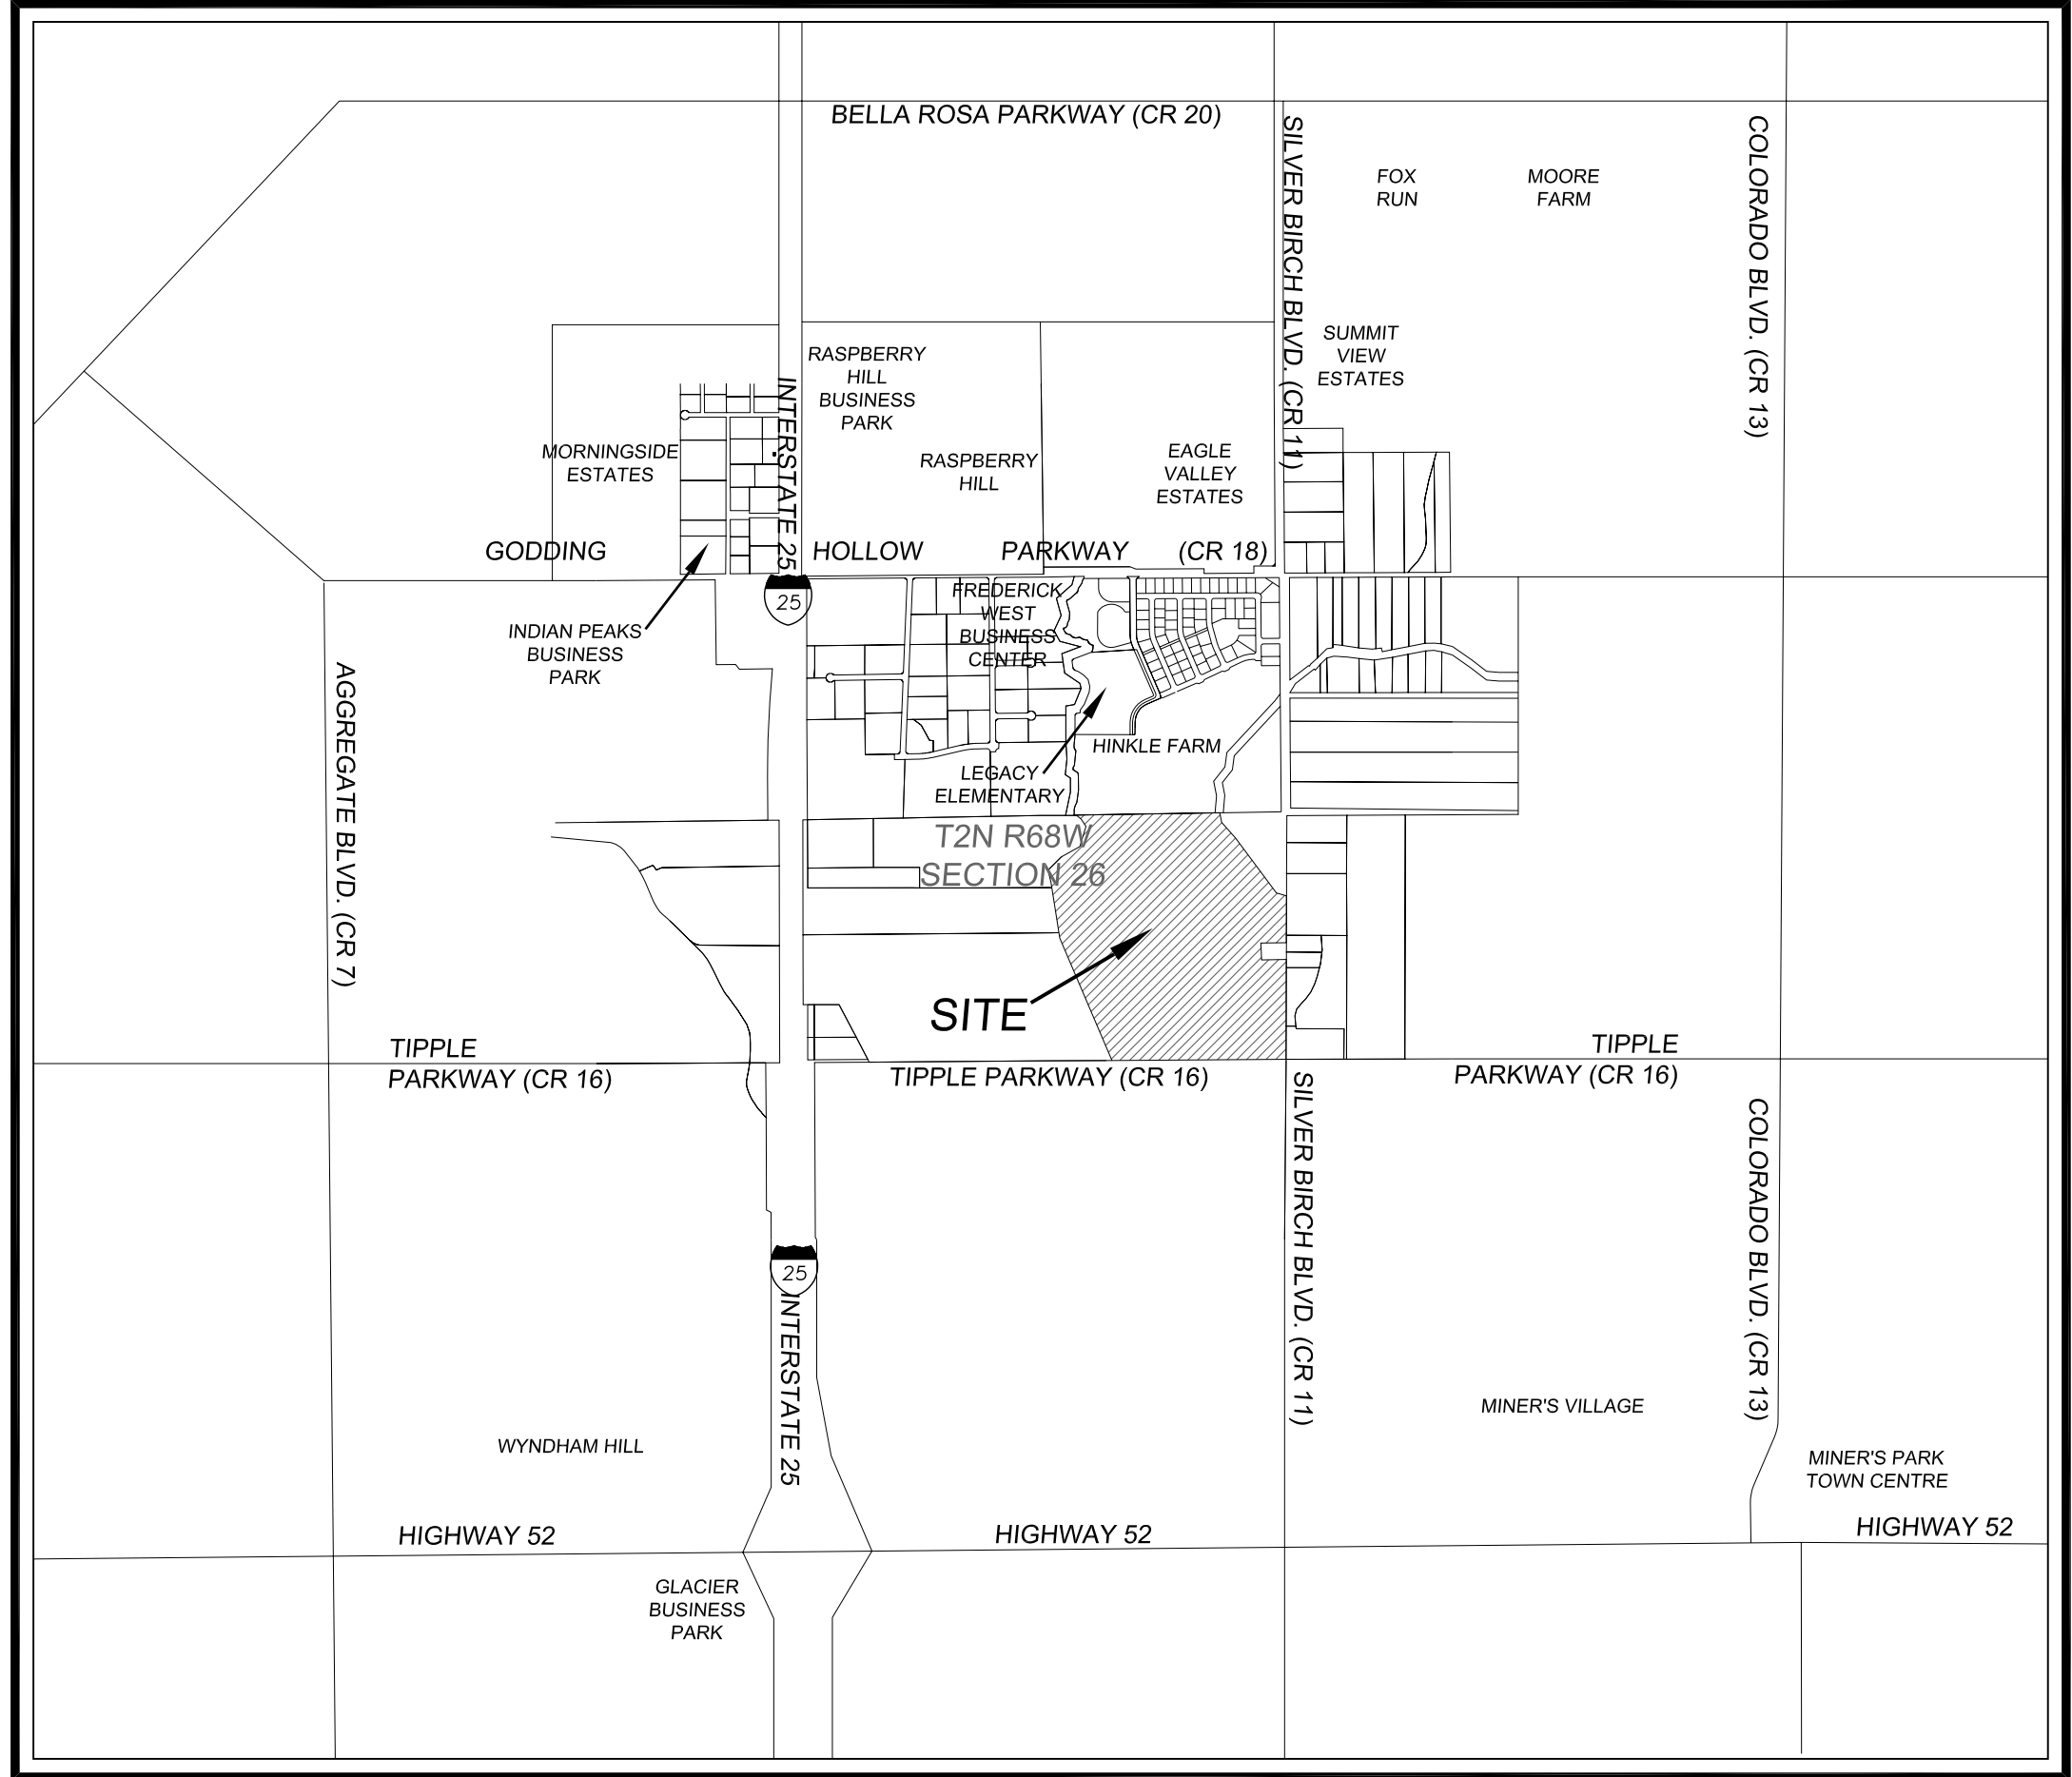 BELLA ROSA PARKWAY (CR 20)
SILVER BIRCH BLVD. (CR 11)
COLORADO BLVD. (CR 13)
FOX
RUN
MOORE
FARM
SUMMIT
VIEW
ESTATES
RASPBERRY
HILL
BUSINESS
PARK
INTERSTATE 25
MORNINGSIDE
ESTATES
RASPBERRY
HILL
EAGLE
VALLEY
ESTATES
GODDING HOLLOW PARKWAY (CR 18)
25
FREDERICK
WEST
BUSINESS
CENTER
INDIAN PEAKS
BUSINESS
PARK
AGGREGATE BLVD. (CR 7)
HINKLE FARM
LEGACY
ELEMENTARY
T2N R68W
SECTION 26
SITE
TIPPLE
PARKWAY (CR 16)
TIPPLE PARKWAY (CR 16)
TIPPLE
PARKWAY (CR 16)
SILVER BIRCH BLVD. (CR 11)
COLORADO BLVD. (CR 13)
25
INTERSTATE 25
MINER'S VILLAGE
WYNDHAM HILL
MINER'S PARK
TOWN CENTRE
HIGHWAY 52
HIGHWAY 52
HIGHWAY 52
GLACIER
BUSINESS
PARK